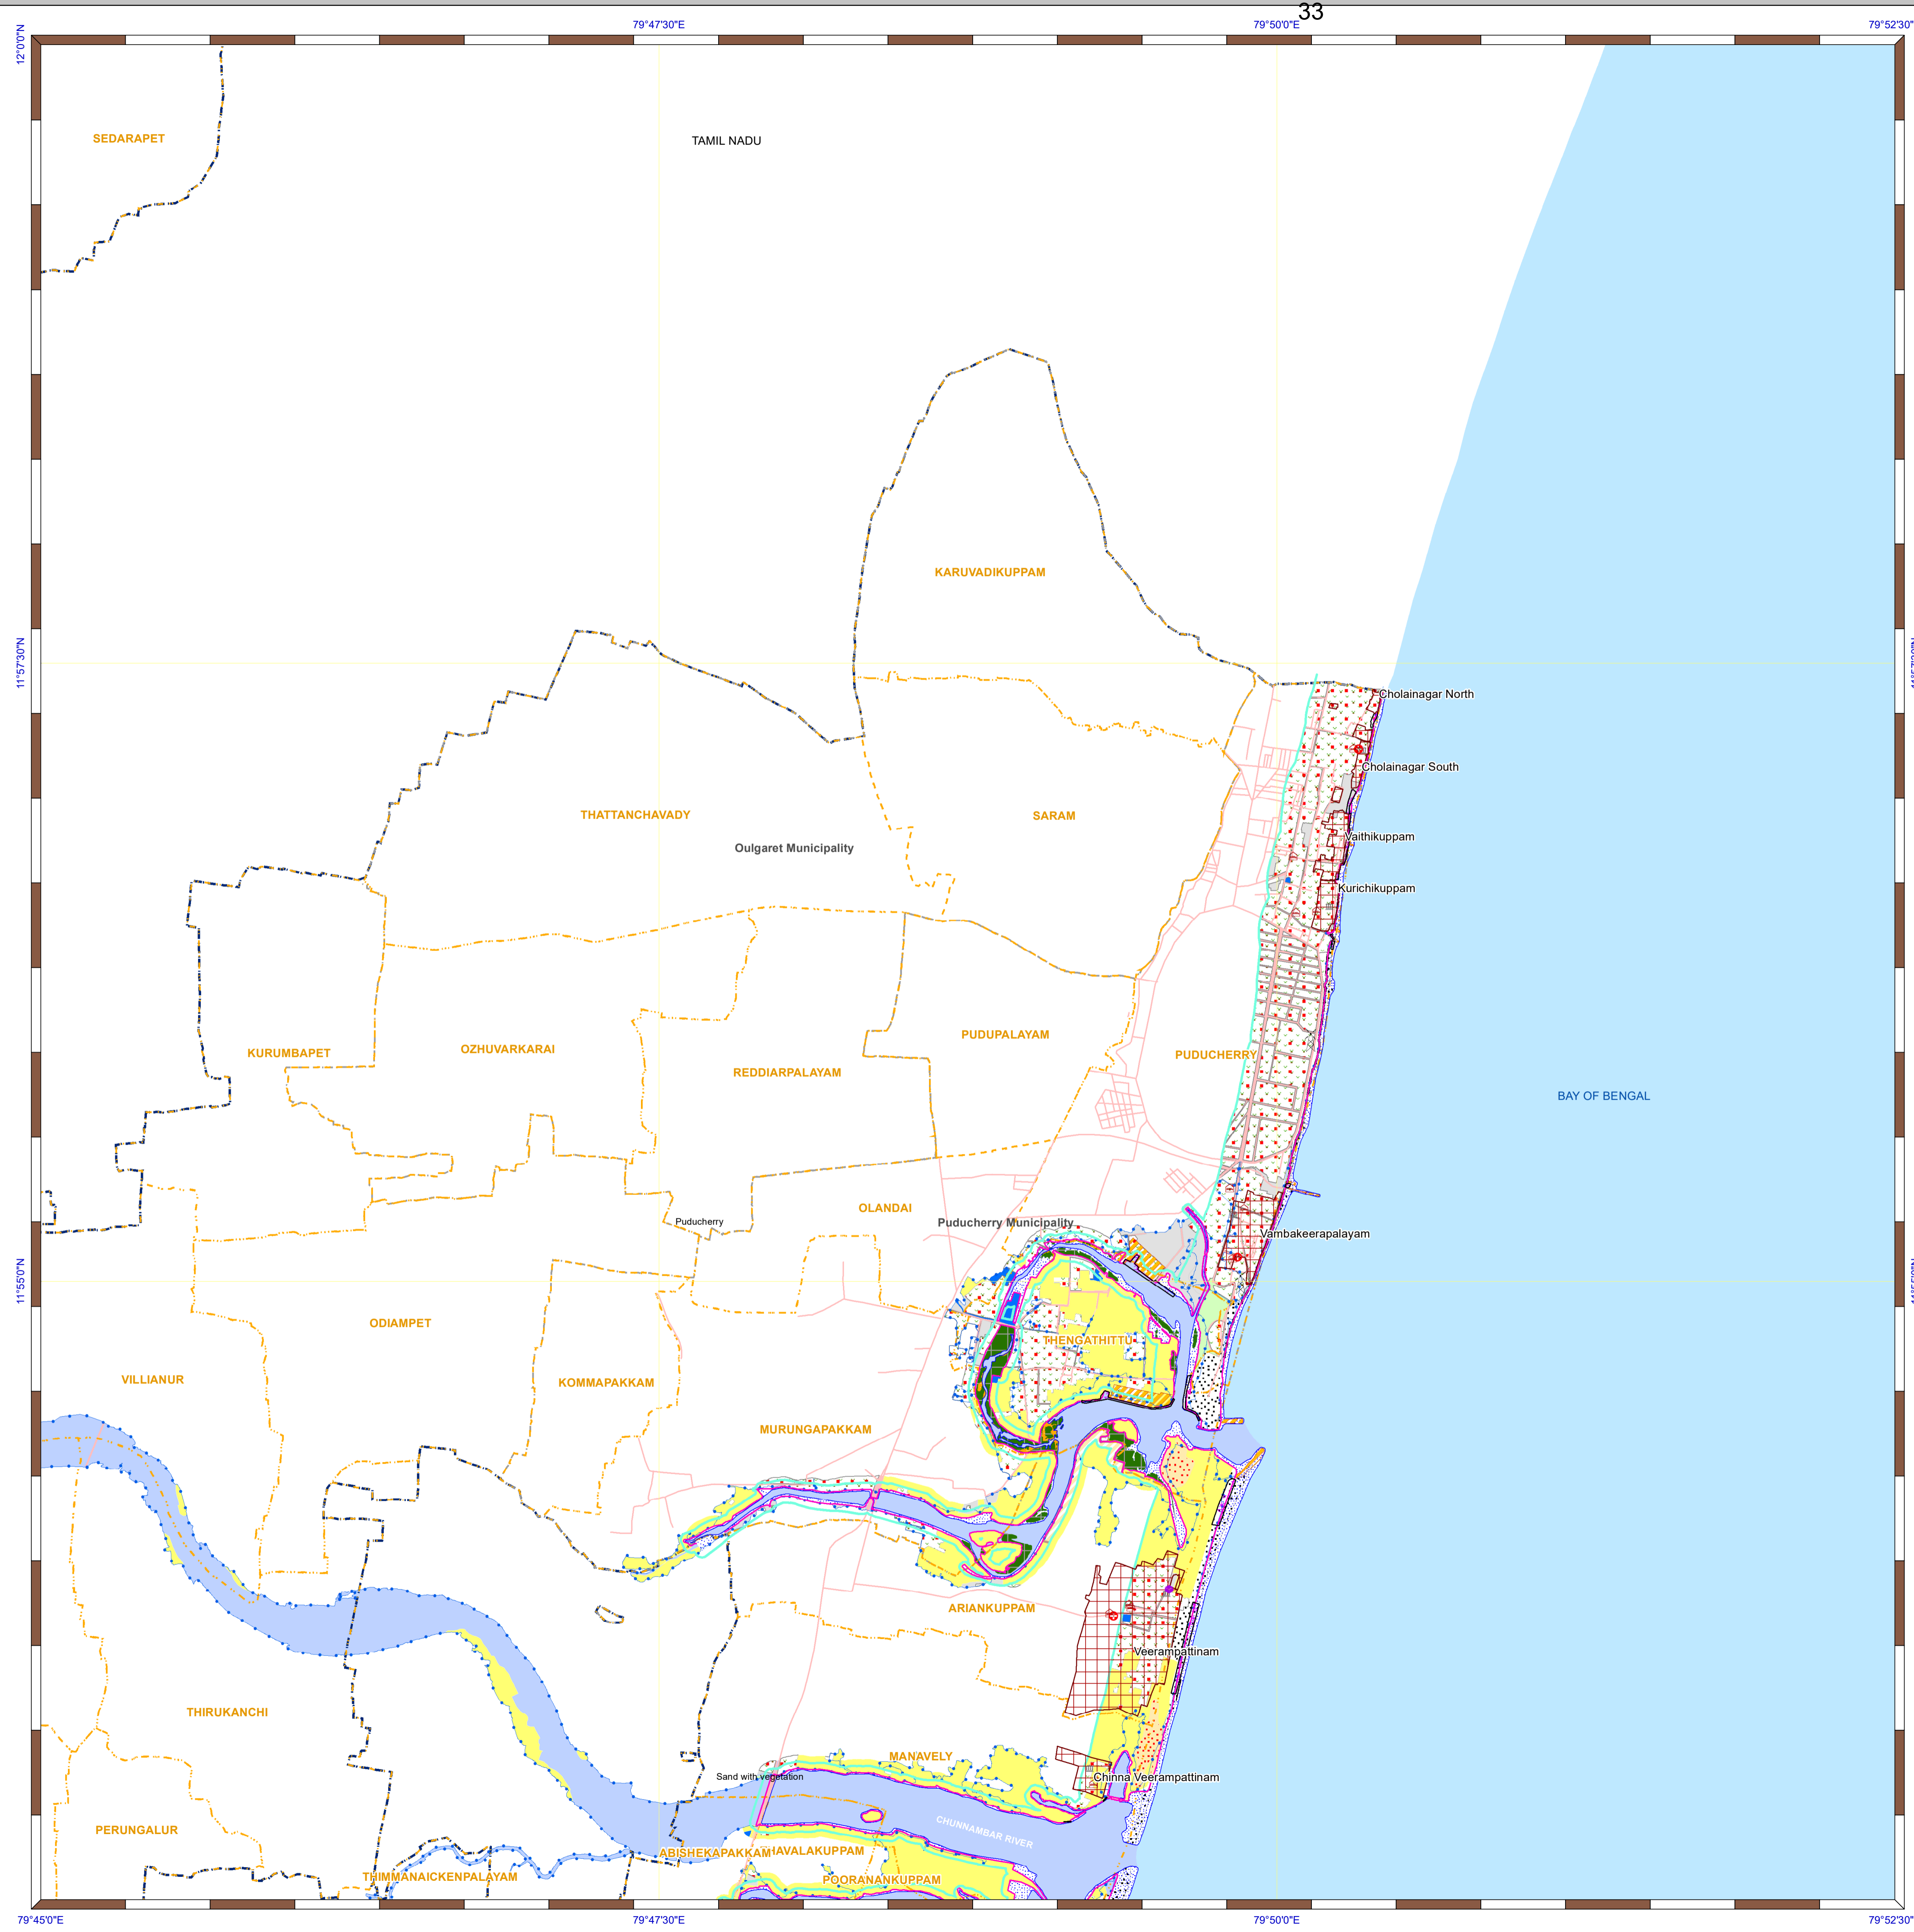 33
79°47'30"E
79°50'0"E
79°52'30"
12°0'0"N
SEDARAPET
TAMIL NADU
KARUVADIKUPPAM
11°57'30"N
Cholainagar North
Cholainagar South
THATTANCHAVADY
SARAM
Vaithikuppam
Oulgaret Municipality
Kurichikuppam
PUDUPALAYAM
KURUMBAPET
OZHUVARKARAI
PUDUCHERRY
REDDIARPALAYAM
BAY OF BENGAL
OLANDAI
Puducherry
Puducherry Municipality
Vambakeerapalayam
11°55'0"N
ODIAMPET
THENGATHITTU
VILLIANUR
KOMMAPAKKAM
MURUNGAPAKKAM
ARIANKUPPAM
Veerampattinam
THIRUKANCHI
MANAVELY
Sand with vegetation
Chinna Veerampattinam
PERUNGALUR
CHUNNAMBAR RIVER
ABISHEKAPAKKAM
HAVALAKUPPAM
THIMMANAICKENPALAYAM
POORANANKUPPAM
79°45'0"E
79°47'30"E
79°50'0"E
79°52'30"